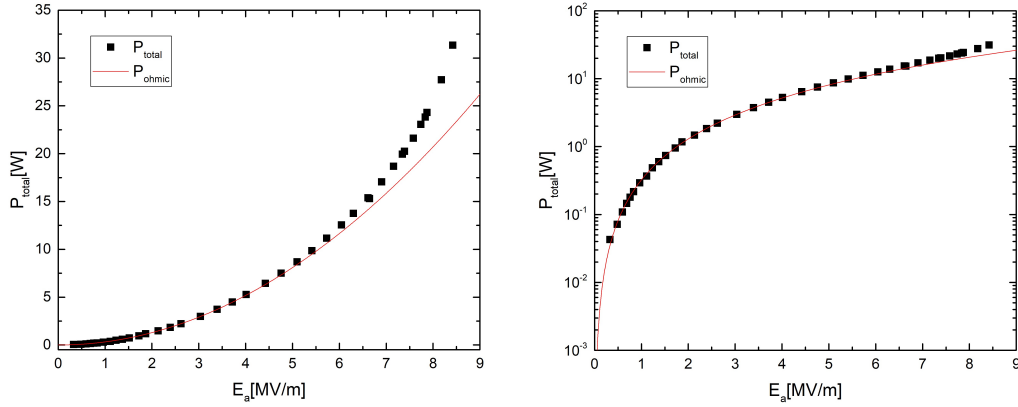 P_total[W]
35
30
25
20
15
10
5
0
P_total
P_ohmic
0 1 2 3 4 5 6 7 8 9
E_a[MV/m]
P_total[W]
10^2
10^1
10^0
10^-1
10^-2
10^-3
P_total
P_ohmic
0 1 2 3 4 5 6 7 8 9
E_a[MV/m]